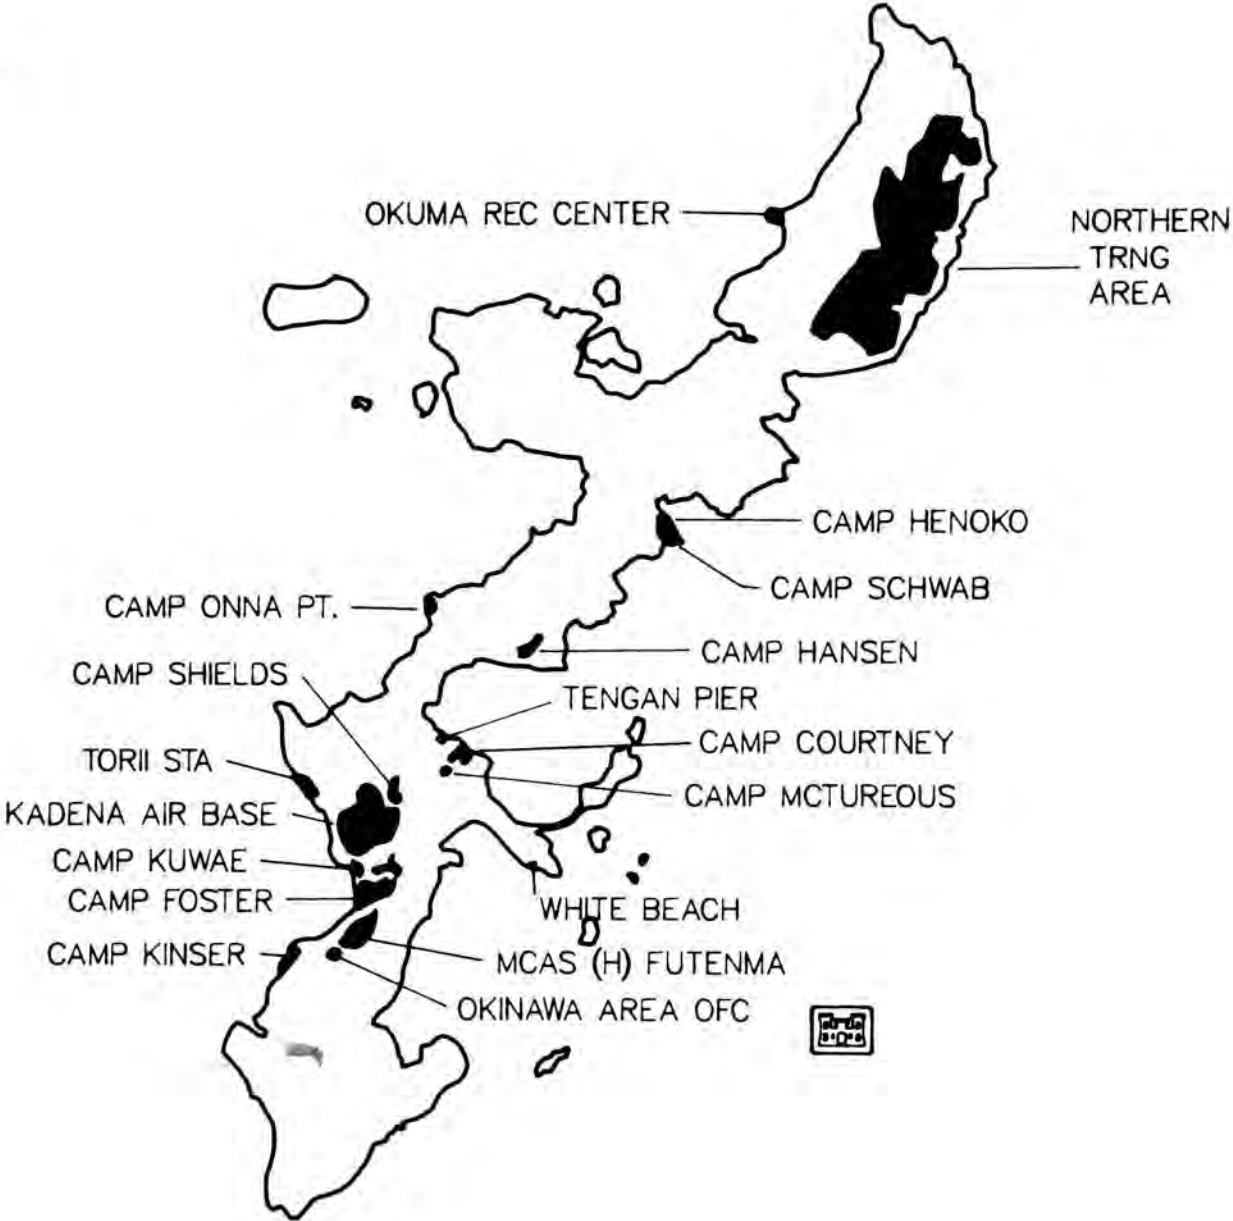 OKUMA REC CENTER
NORTHERN
TRNG
AREA
CAMP HENOKO
CAMP SCHWAB
CAMP ONNA PT.
CAMP HANSEN
CAMP SHIELDS
TENGAN PIER
CAMP COURTNEY
TORII STA
CAMP MCTUREOUS
KADENA AIR BASE
CAMP KUWAE
CAMP FOSTER
WHITE BEACH
CAMP KINSER
MCAS (H) FUTENMA
OKINAWA AREA OFC